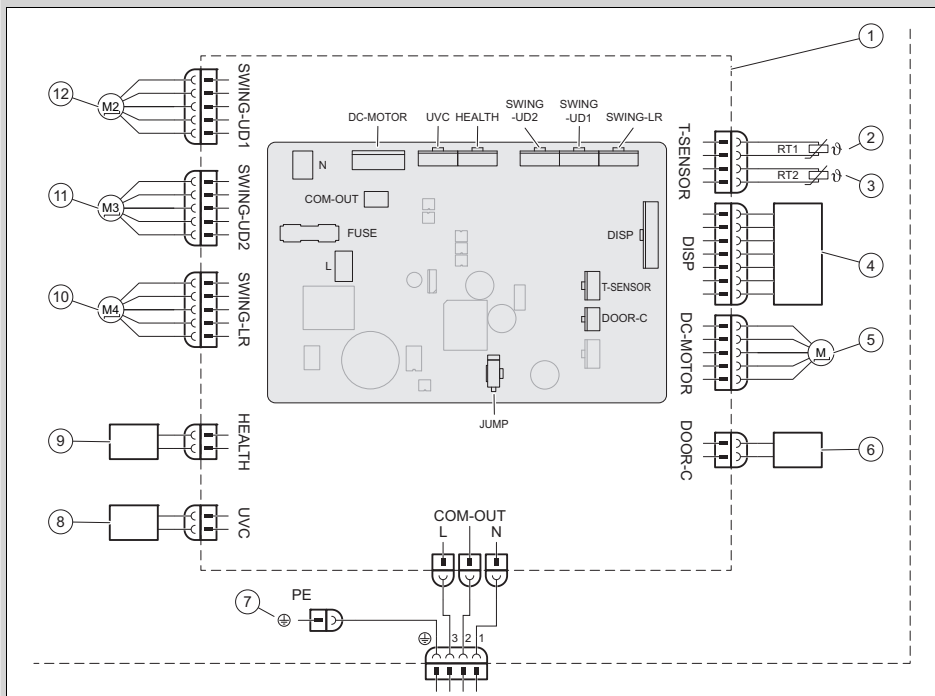 1
12
M2
SWING-UD1
DC-MOTOR
UVC
HEALTH
SWING
-UD2
SWING
-UD1
SWING-LR
T-SENSOR
RT1
ϑ
2
RT2
ϑ
3
N
COM-OUT
FUSE
L
DISP
T-SENSOR
DOOR-C
JUMP
11
M3
SWING-UD2
DISP
4
10
M4
SWING-LR
DC-MOTOR
M
5
9
HEALTH
DOOR-C
6
8
UVC
COM-OUT
L
N
7
PE
3
2
1